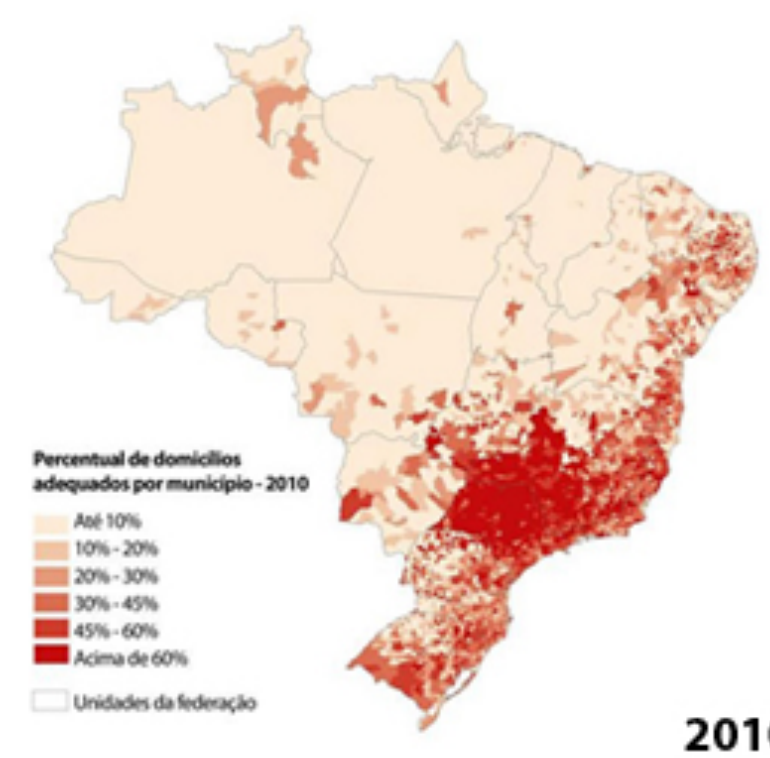 Percentual de domicílios
adequados por município - 2010
Até 10%
10% - 20%
20% - 30%
30% - 45%
45% - 60%
Acima de 60%
Unidades da federação
201